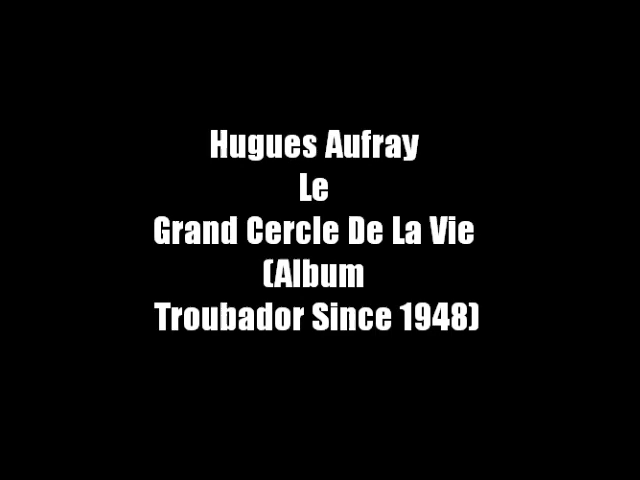 Hugues Aufray
Le
Grand Cercle De La Vie
(Album
Troubador Since 1948)